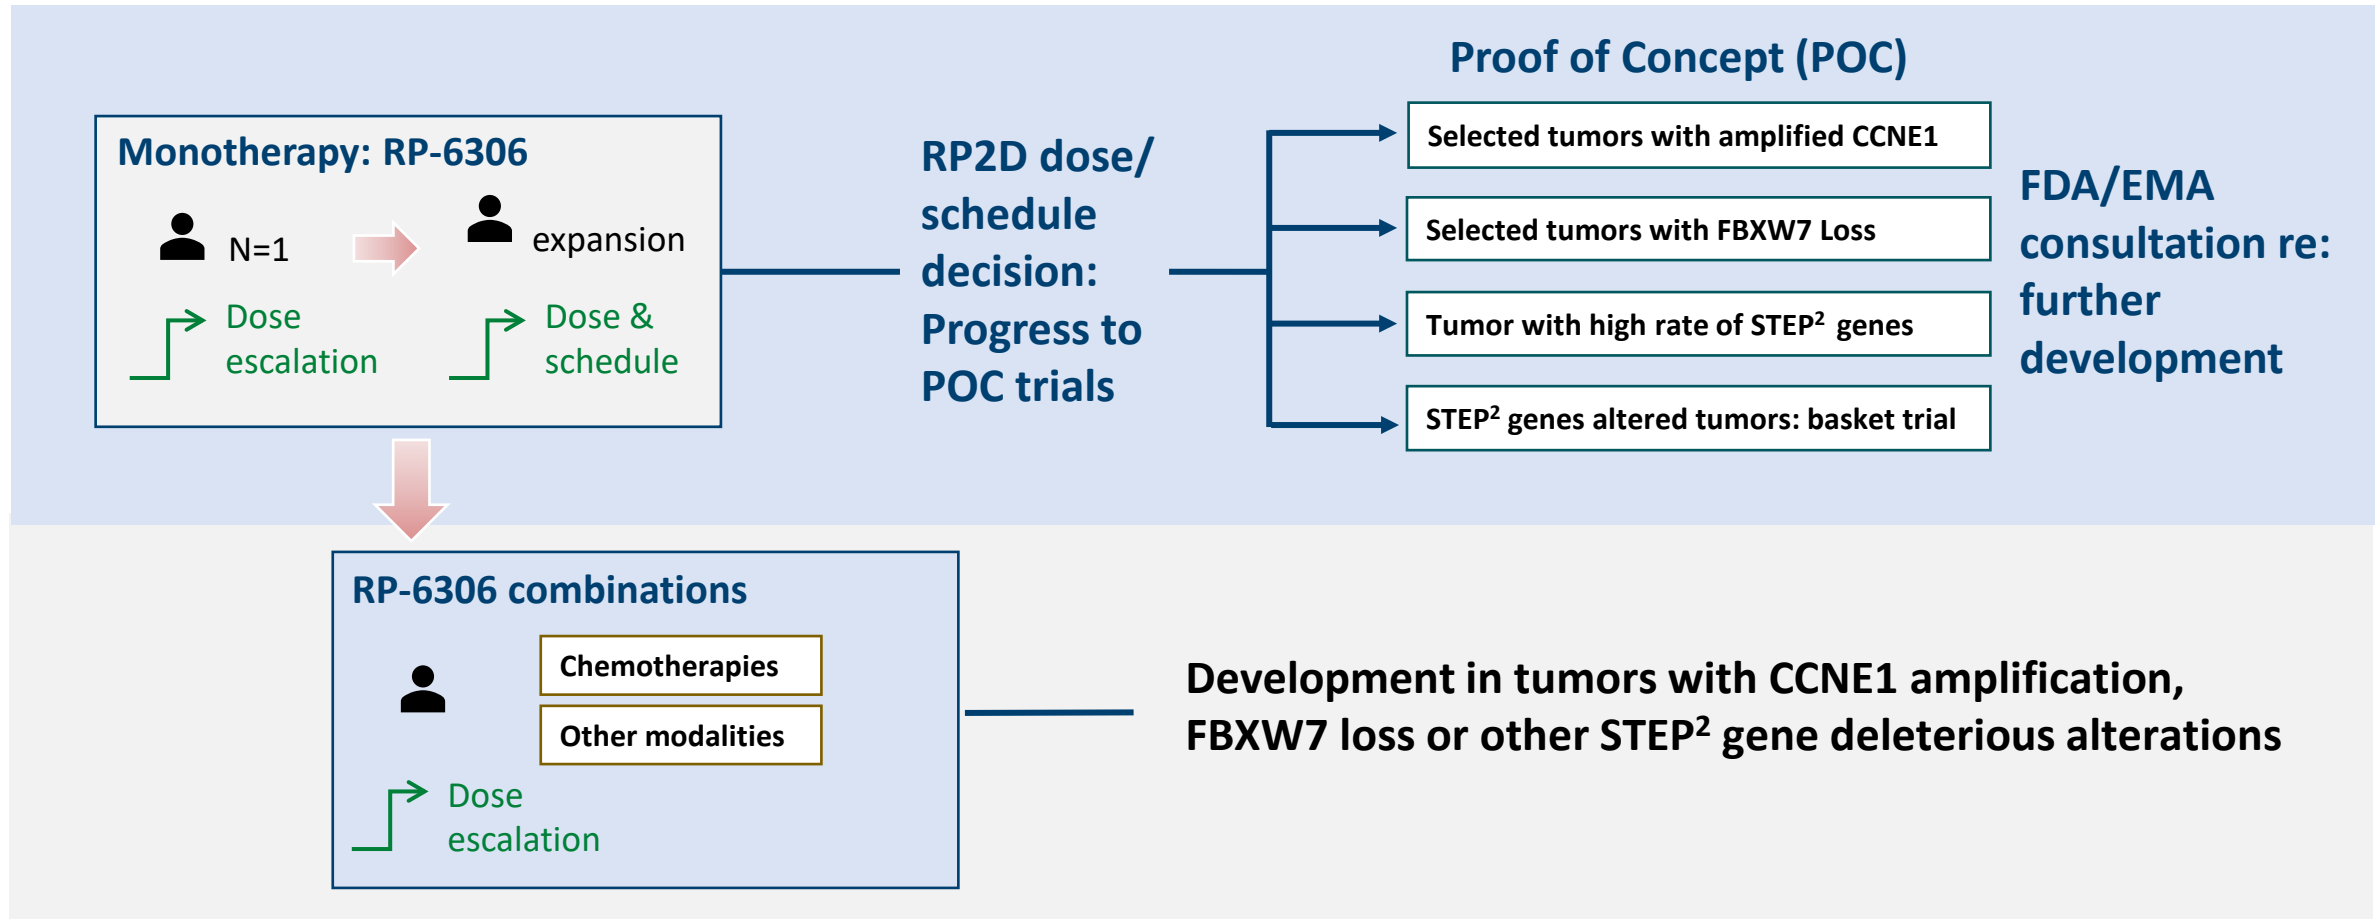 Monotherapy: RP-6306
N=1
expansion
Dose
escalation
Dose &
schedule
RP2D dose/
schedule
decision:
Progress to
POC trials
Proof of Concept (POC)
Selected tumors with amplified CCNE1
Selected tumors with FBXW7 Loss
Tumor with high rate of STEP² genes
STEP² genes altered tumors: basket trial
FDA/EMA
consultation re:
further
development
RP-6306 combinations
Chemotherapies
Other modalities
Dose
escalation
Development in tumors with CCNE1 amplification,
FBXW7 loss or other STEP² gene deleterious alterations